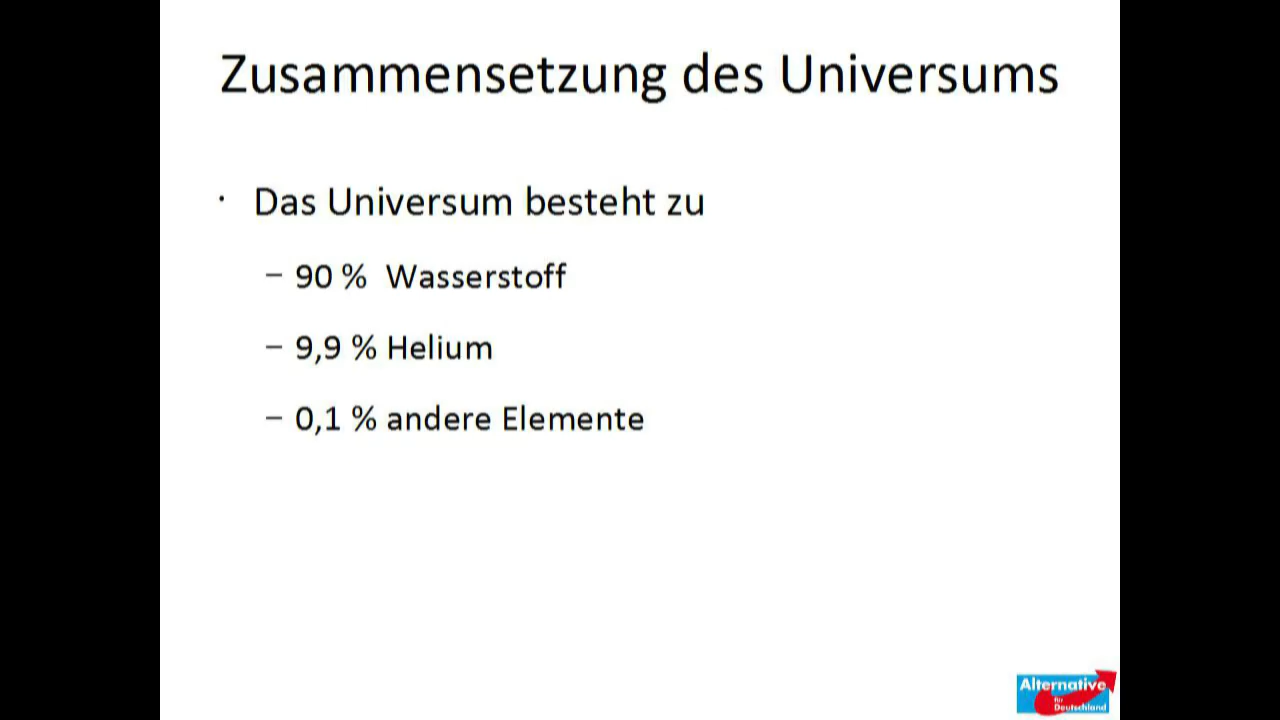 Zusammensetzung des Universums
· Das Universum besteht zu
– 90 % Wasserstoff
– 9,9 % Helium
– 0,1 % andere Elemente
Alternative
für
Deutschland